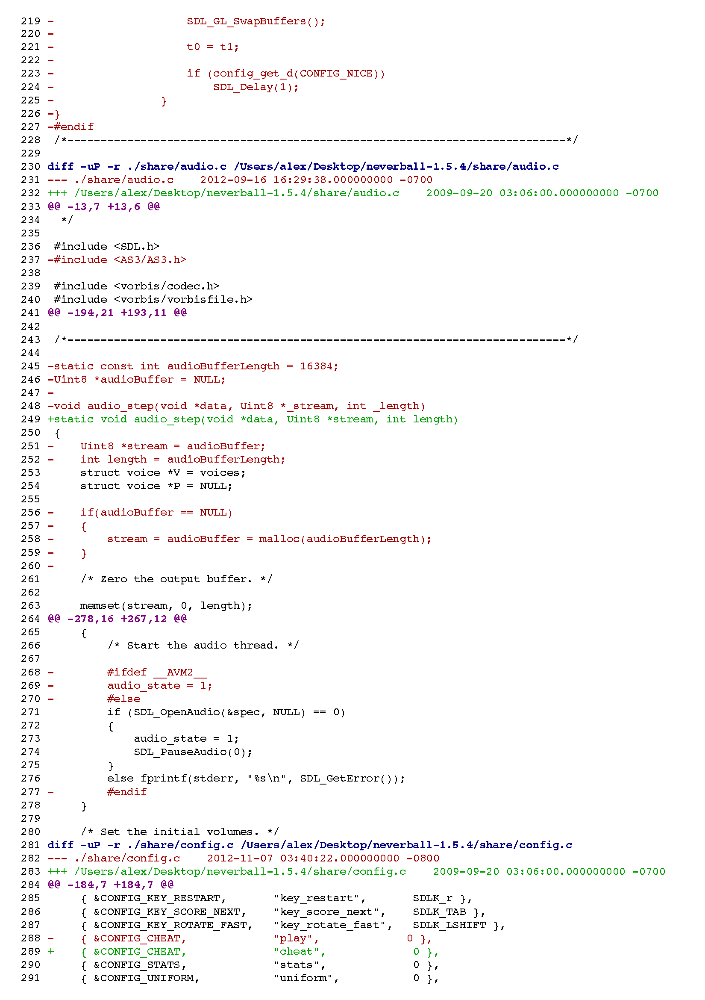 219 -                    SDL_GL_SwapBuffers();
220 -
221 -                    t0 = t1;
222 -
223 -                    if (config_get_d(CONFIG_NICE))
224 -                        SDL_Delay(1);
225 -                }
226 -}
227 -#endif
228  /*---------------------------------------------------------------------------*/
229
230 diff -uP -r ./share/audio.c /Users/alex/Desktop/neverball-1.5.4/share/audio.c
231 --- ./share/audio.c    2012-09-16 16:29:38.000000000 -0700
232 +++ /Users/alex/Desktop/neverball-1.5.4/share/audio.c    2009-09-20 03:06:00.000000000 -0700
233 @@ -13,7 +13,6 @@
234   */
235
236  #include <SDL.h>
237 -#include <AS3/AS3.h>
238
239  #include <vorbis/codec.h>
240  #include <vorbis/vorbisfile.h>
241 @@ -194,21 +193,11 @@
242
243  /*---------------------------------------------------------------------------*/
244
245 -static const int audioBufferLength = 16384;
246 -Uint8 *audioBuffer = NULL;
247 -
248 -void audio_step(void *data, Uint8 *_stream, int _length)
249 +static void audio_step(void *data, Uint8 *stream, int length)
250  {
251 -    Uint8 *stream = audioBuffer;
252 -    int length = audioBufferLength;
253      struct voice *V = voices;
254      struct voice *P = NULL;
255
256 -    if(audioBuffer == NULL)
257 -    {
258 -        stream = audioBuffer = malloc(audioBufferLength);
259 -    }
260 -
261      /* Zero the output buffer. */
262
263      memset(stream, 0, length);
264 @@ -278,16 +267,12 @@
265      {
266          /* Start the audio thread. */
267
268 -        #ifdef __AVM2__
269 -        audio_state = 1;
270 -        #else
271          if (SDL_OpenAudio(&spec, NULL) == 0)
272          {
273              audio_state = 1;
274              SDL_PauseAudio(0);
275          }
276          else fprintf(stderr, "%s\n", SDL_GetError());
277 -        #endif
278      }
279
280      /* Set the initial volumes. */
281 diff -uP -r ./share/config.c /Users/alex/Desktop/neverball-1.5.4/share/config.c
282 --- ./share/config.c    2012-11-07 03:40:22.000000000 -0800
283 +++ /Users/alex/Desktop/neverball-1.5.4/share/config.c    2009-09-20 03:06:00.000000000 -0700
284 @@ -184,7 +184,7 @@
285      { &CONFIG_KEY_RESTART,       "key_restart",       SDLK_r },
286      { &CONFIG_KEY_SCORE_NEXT,    "key_score_next",    SDLK_TAB },
287      { &CONFIG_KEY_ROTATE_FAST,   "key_rotate_fast",   SDLK_LSHIFT },
288 -    { &CONFIG_CHEAT,             "play",             0 },
289 +    { &CONFIG_CHEAT,             "cheat",             0 },
290      { &CONFIG_STATS,             "stats",             0 },
291      { &CONFIG_UNIFORM,           "uniform",           0 },